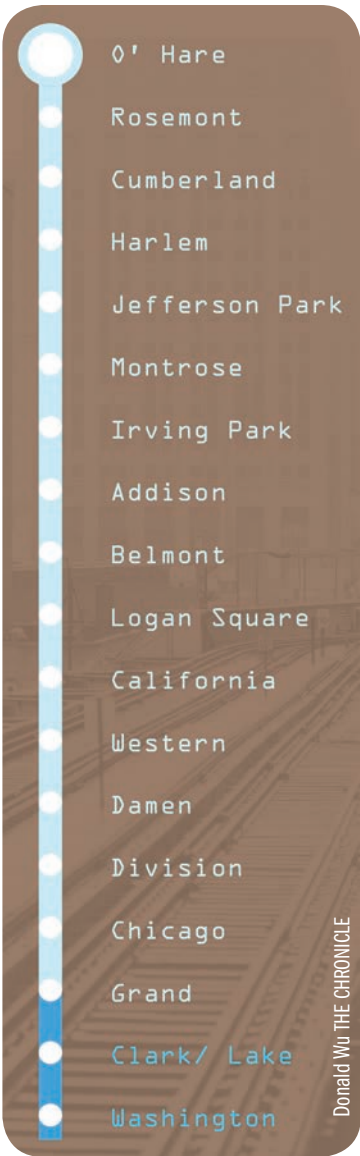 O' Hare
Rosemont
Cumberland
Harlem
Jefferson Park
Montrose
Irving Park
Addison
Belmont
Logan Square
California
Western
Damen
Division
Chicago
Grand
Clark/ Lake
Washington
Donald Wu THE CHRONICLE